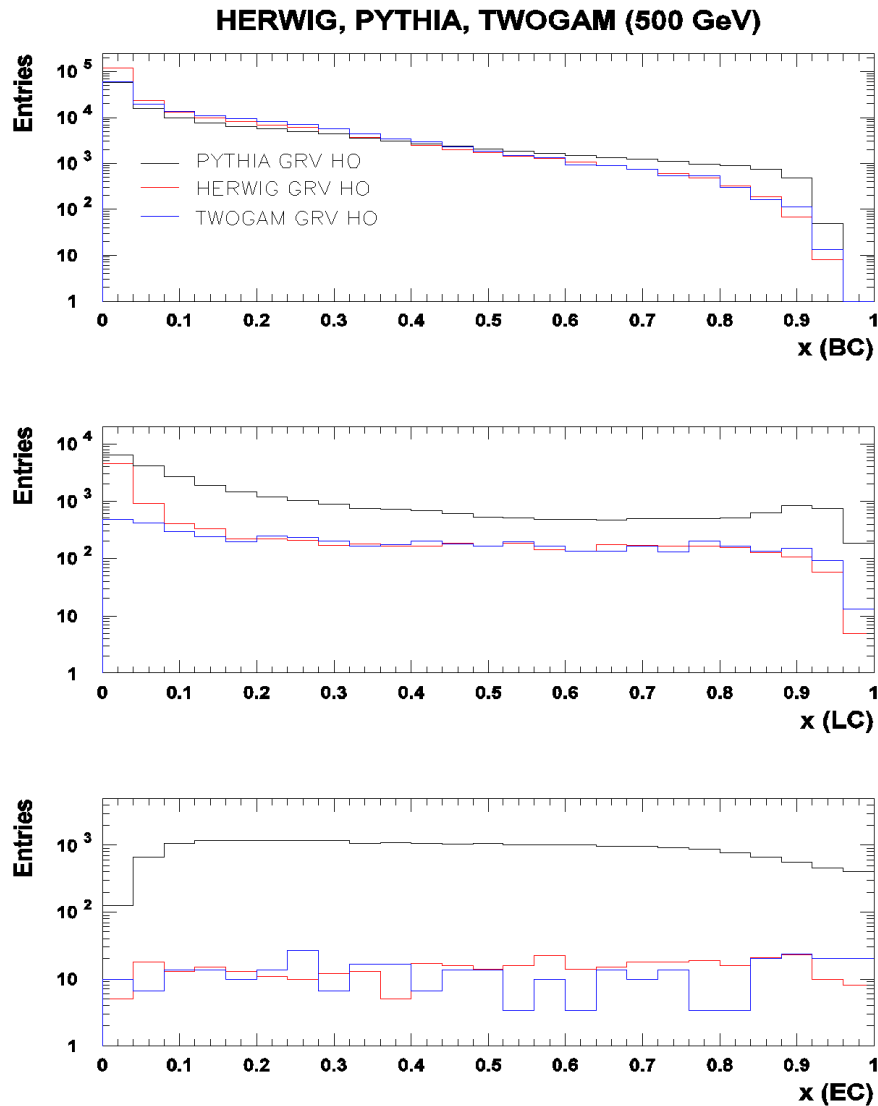 HERWIG, PYTHIA, TWOGAM (500 GeV)
Entries
10 5
10 4
10 3
10 2
10
1
PYTHIA GRV HO
HERWIG GRV HO
TWOGAM GRV HO
0 0.1 0.2 0.3 0.4 0.5 0.6 0.7 0.8 0.9 1
x (BC)
Entries
10 4
10 3
10 2
10
1
0 0.1 0.2 0.3 0.4 0.5 0.6 0.7 0.8 0.9 1
x (LC)
Entries
10 3
10 2
10
1
0 0.1 0.2 0.3 0.4 0.5 0.6 0.7 0.8 0.9 1
x (EC)